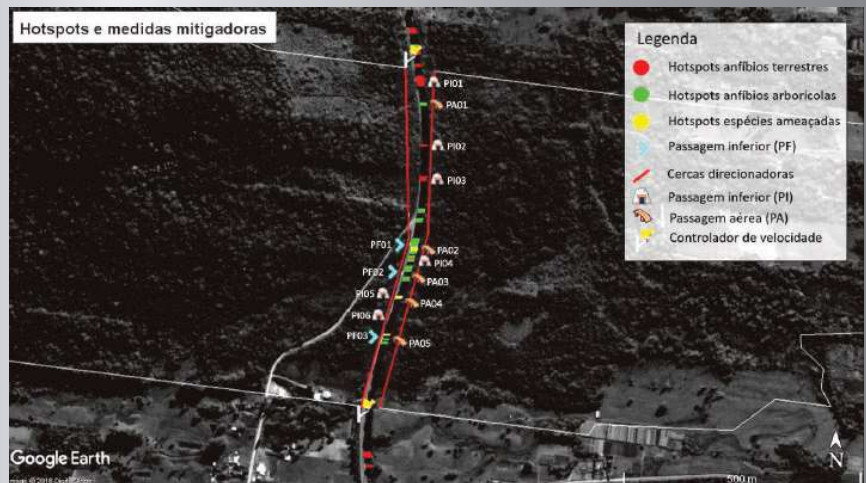 Hotspots e medidas mitigadoras
Legenda
Hotspots anfíbios terrestres
Hotspots anfíbios arborícolas
Hotspots espécies ameaçadas
Passagem inferior (PF)
Cercas direcionadoras
Passagem inferior (PI)
Passagem aérea (PA)
Controlador de velocidade
PI01
PA01
PI02
PI03
PF01
PA02
PI04
PF02
PA03
PI05
PA04
PI06
PF03
PA05
Google Earth
N
500 m